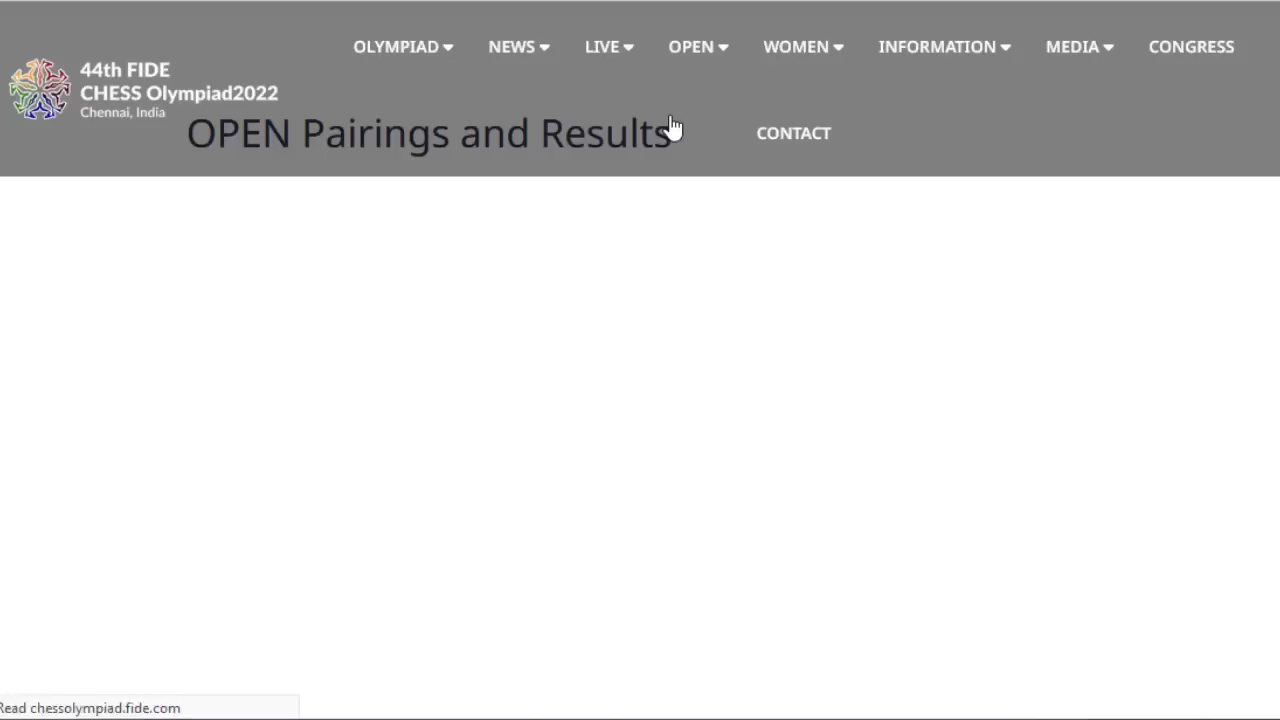 OLYMPIAD NEWS LIVE OPEN WOMEN INFORMATION MEDIA CONGRESS
44th FIDE
CHESS Olympiad2022
Chennai, India
OPEN Pairings and Results
CONTACT
Read chessolympiad.fide.com